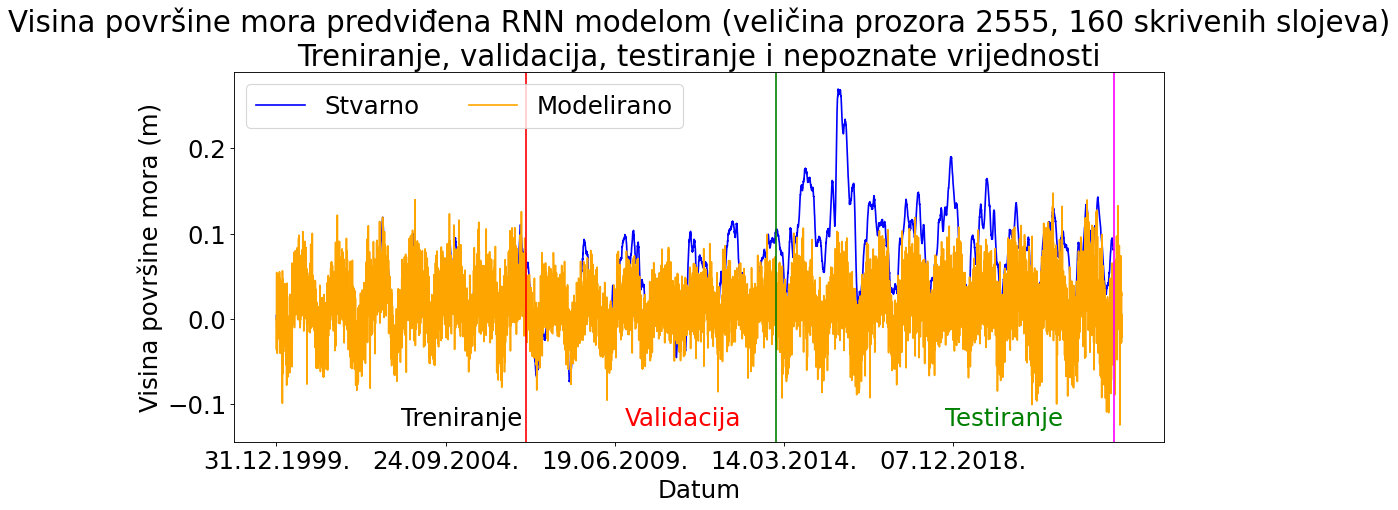 Visina površine mora predviđena RNN modelom (veličina prozora 2555, 160 skrivenih slojeva)
Treniranje, validacija, testiranje i nepoznate vrijednosti
Stvarno Modelirano
Visina površine mora (m)
0.2
0.1
0.0
−0.1
Treniranje Validacija Testiranje
31.12.1999. 24.09.2004. 19.06.2009. 14.03.2014. 07.12.2018.
Datum